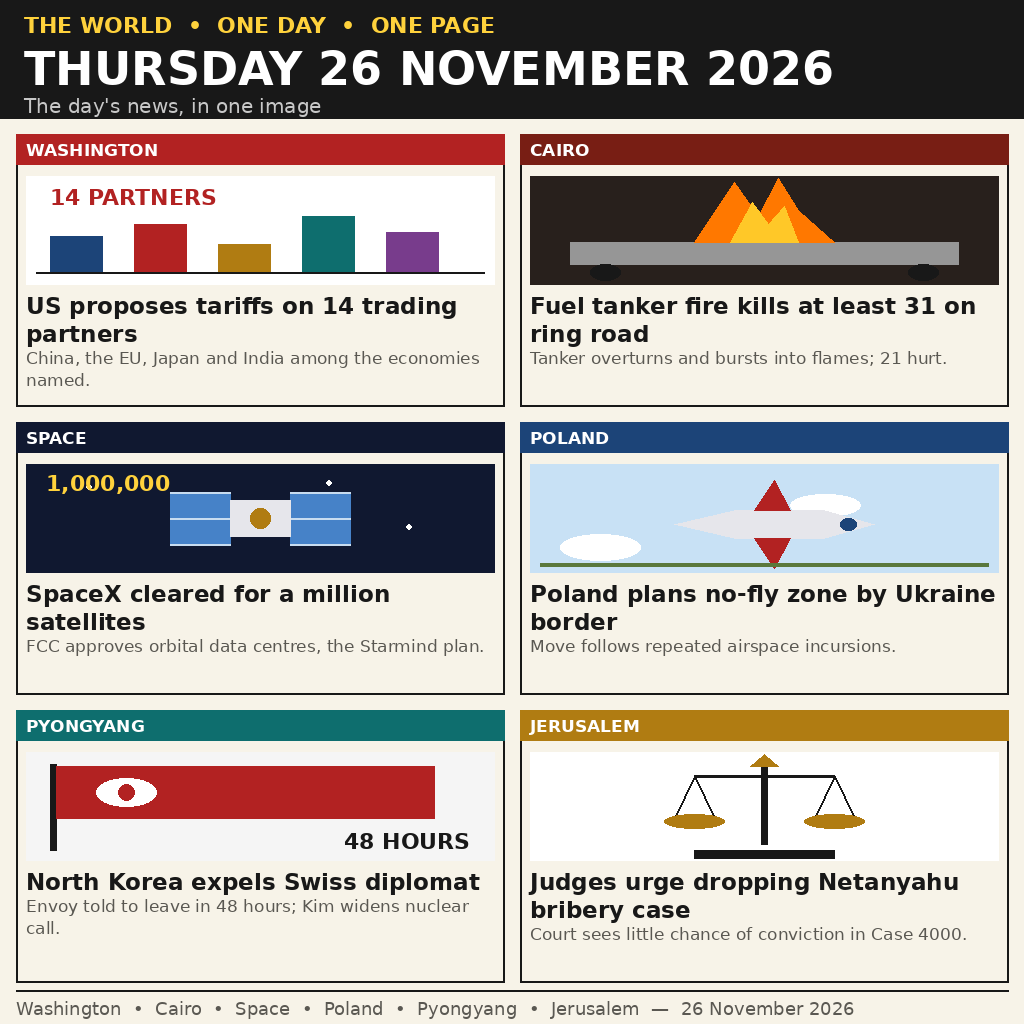 THE WORLD • ONE DAY • ONE PAGE
THURSDAY 26 NOVEMBER 2026
The day's news, in one image
WASHINGTON
14 PARTNERS
US proposes tariffs on 14 trading
partners
China, the EU, Japan and India among the economies
named.
CAIRO
Fuel tanker fire kills at least 31 on
ring road
Tanker overturns and bursts into flames; 21 hurt.
SPACE
1,000,000
SpaceX cleared for a million
satellites
FCC approves orbital data centres, the Starmind plan.
POLAND
Poland plans no-fly zone by Ukraine
border
Move follows repeated airspace incursions.
PYONGYANG
48 HOURS
North Korea expels Swiss diplomat
Envoy told to leave in 48 hours; Kim widens nuclear
call.
JERUSALEM
Judges urge dropping Netanyahu
bribery case
Court sees little chance of conviction in Case 4000.
Washington • Cairo • Space • Poland • Pyongyang • Jerusalem — 26 November 2026